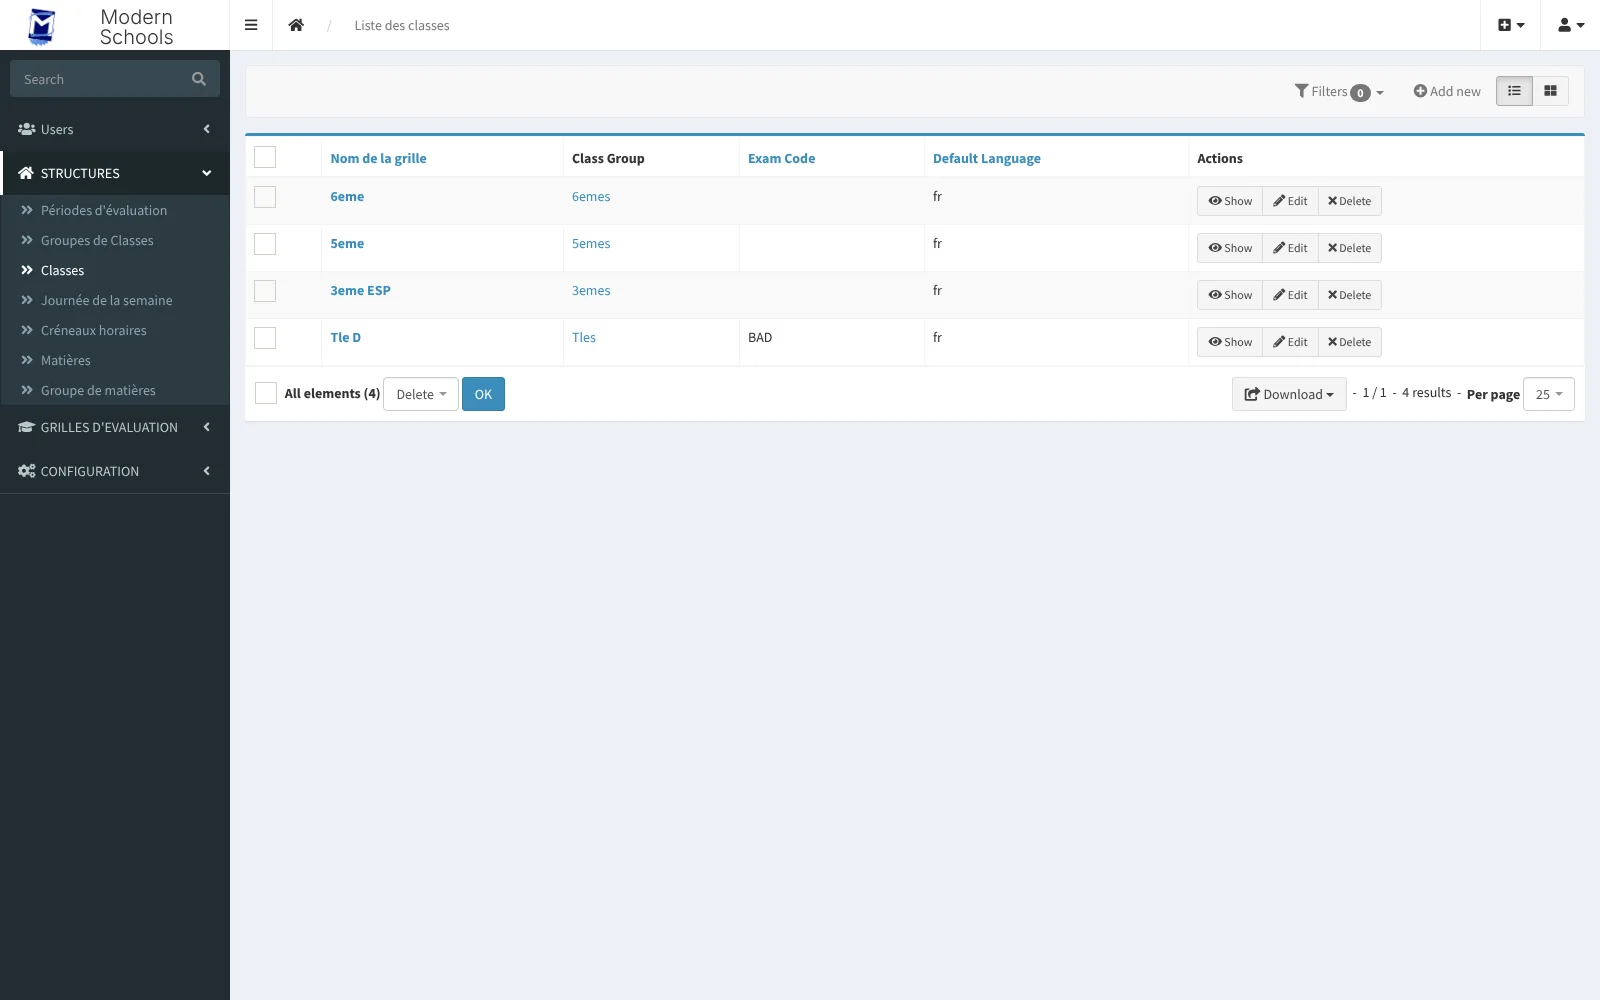 Modern
Schools
Liste des classes
Search
Users
STRUCTURES
Périodes d'évaluation
Groupes de Classes
Classes
Journée de la semaine
Créneaux horaires
Matières
Groupe de matières
GRILLES D'EVALUATION
CONFIGURATION
Filters 0
Add new
Nom de la grille Class Group Exam Code Default Language Actions
6eme 6emes fr Show Edit Delete
5eme 5emes fr Show Edit Delete
3eme ESP 3emes fr Show Edit Delete
Tle D Tles BAD fr Show Edit Delete
All elements (4) Delete OK Download - 1 / 1 - 4 results - Per page 25